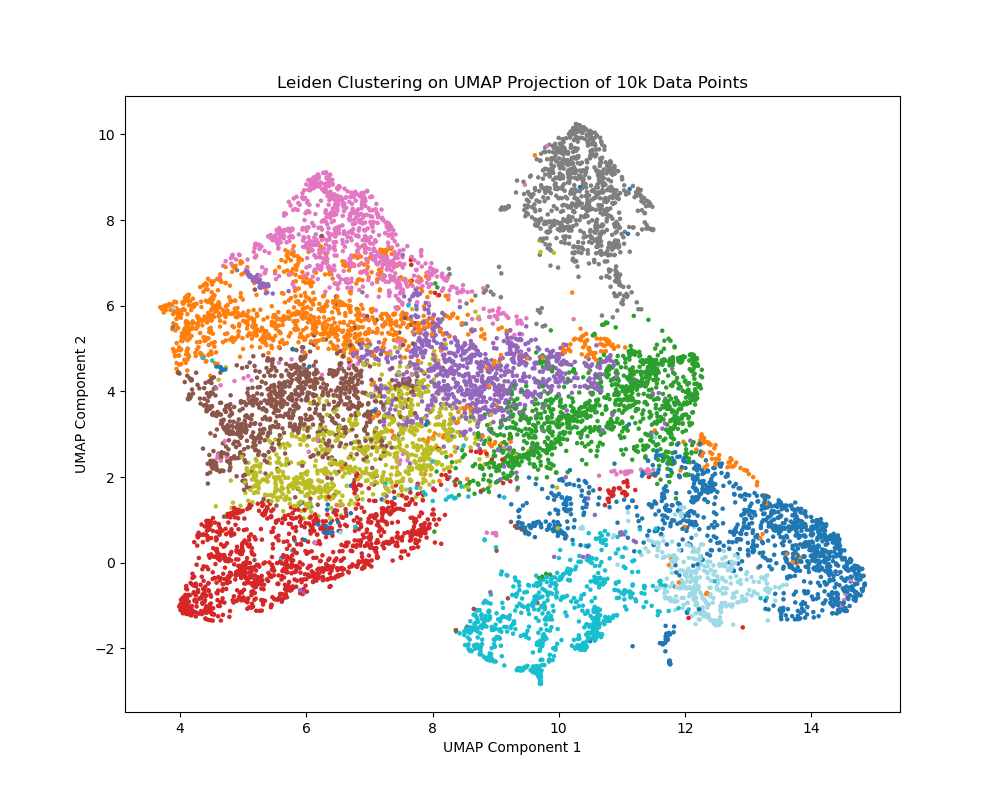 Leiden Clustering on UMAP Projection of 10k Data Points
10
8
6
4
2
0
−2
UMAP Component 2
4 6 8 10 12 14
UMAP Component 1